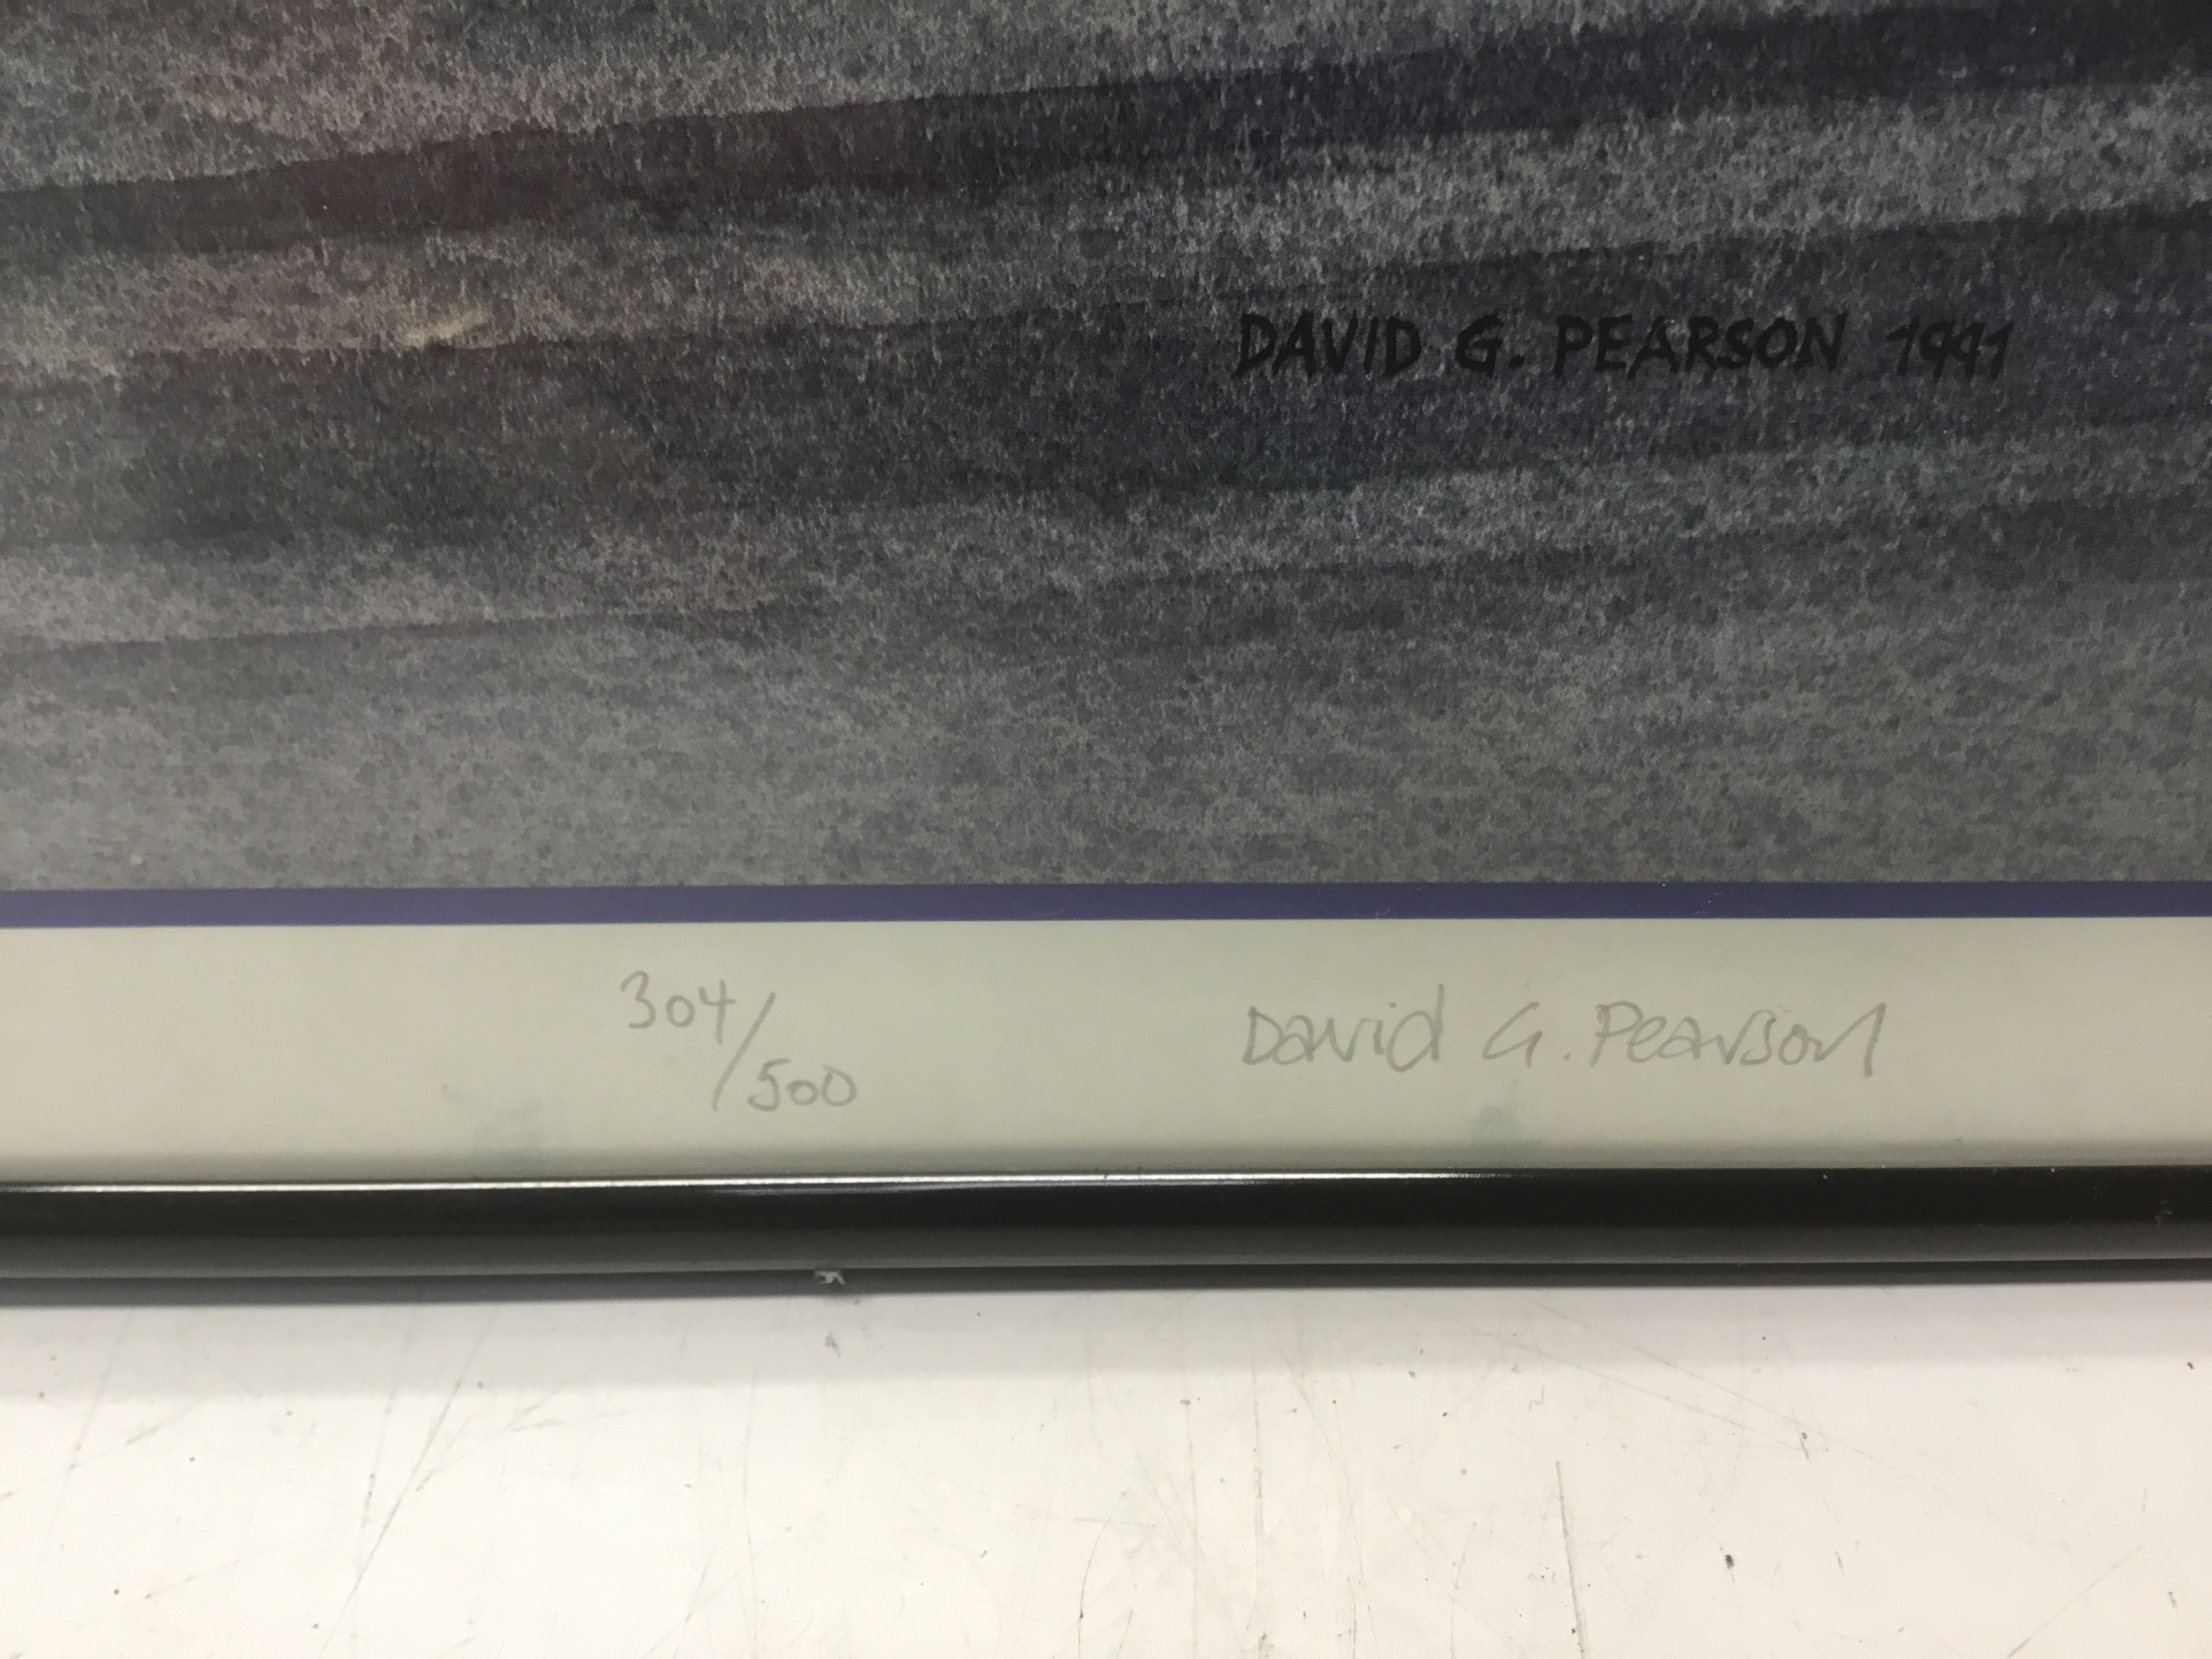 DAVID G. PEARSON 1991
304/500
David G. Pearson